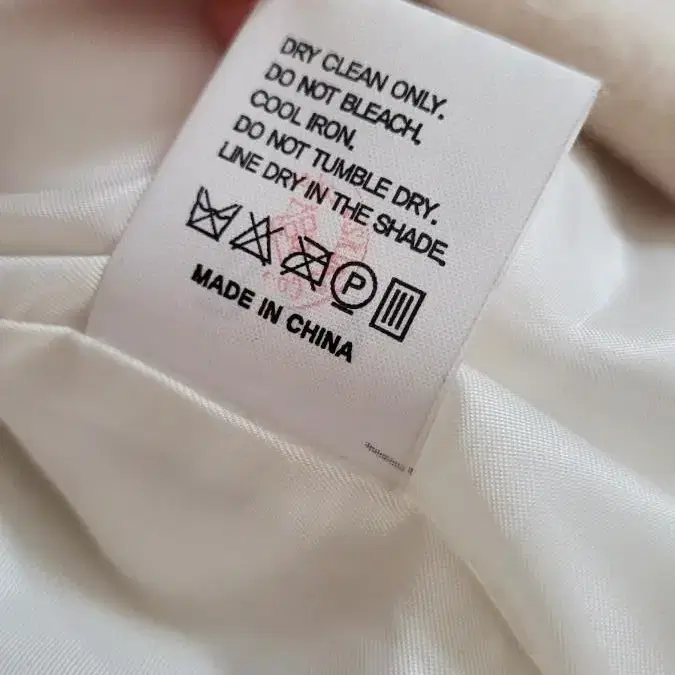 DRY CLEAN ONLY.
DO NOT BLEACH.
COOL IRON.
DO NOT TUMBLE DRY.
LINE DRY IN THE SHADE.
P
MADE IN CHINA